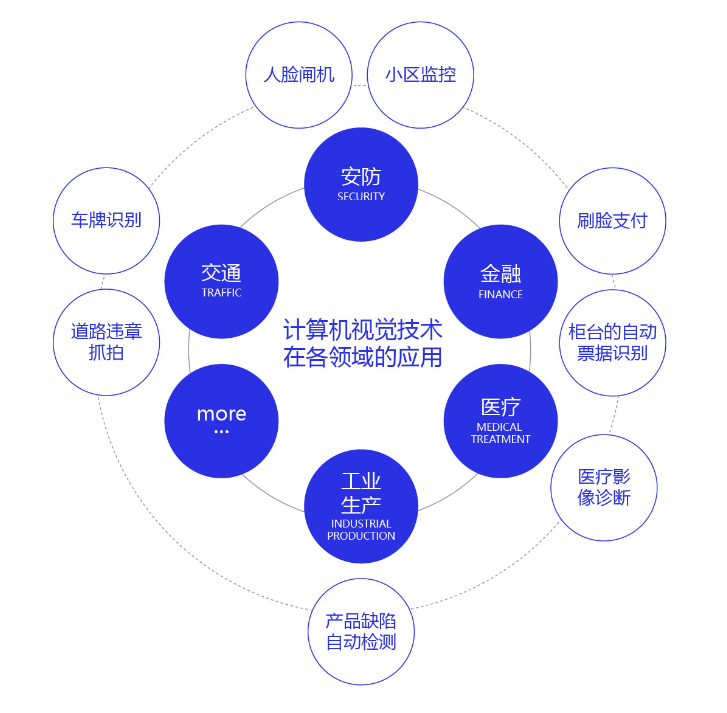 人脸闸机
小区监控
安防
SECURITY
车牌识别
刷脸支付
交通
TRAFFIC
金融
FINANCE
道路违章
抓拍
计算机视觉技术
在各领域的应用
柜台的自动
票据识别
more
...
医疗
MEDICAL
TREATMENT
医疗影
像诊断
工业
生产
INDUSTRIAL
PRODUCTION
产品缺陷
自动检测